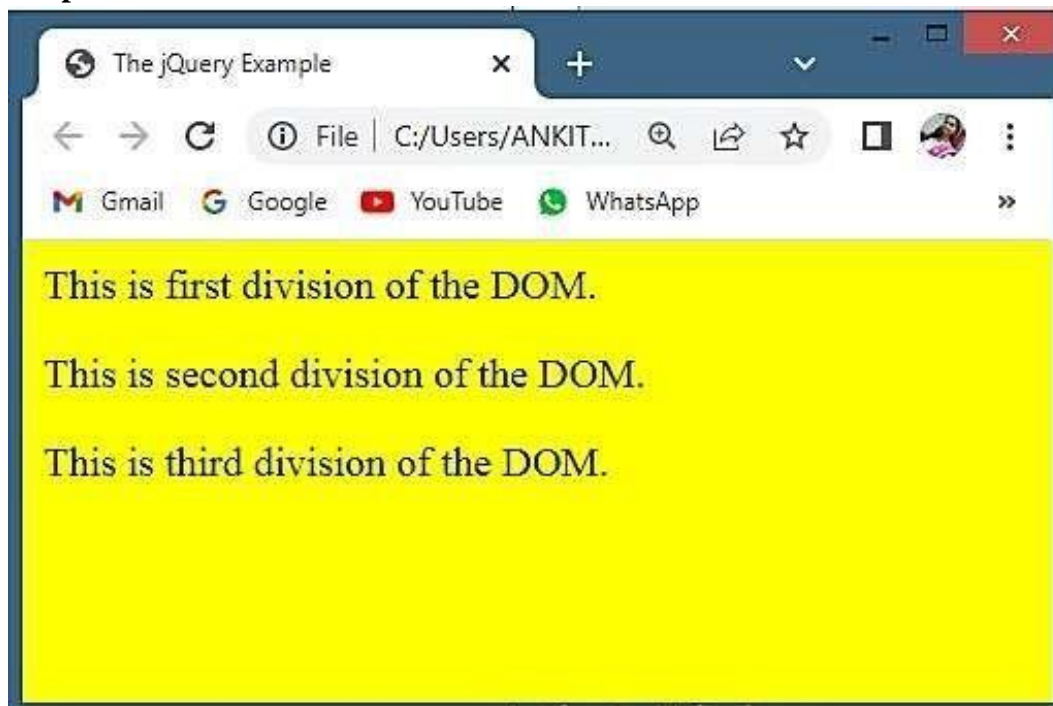 The jQuery Example
File C:/Users/ANKIT...
Gmail Google YouTube WhatsApp
This is first division of the DOM.
This is second division of the DOM.
This is third division of the DOM.